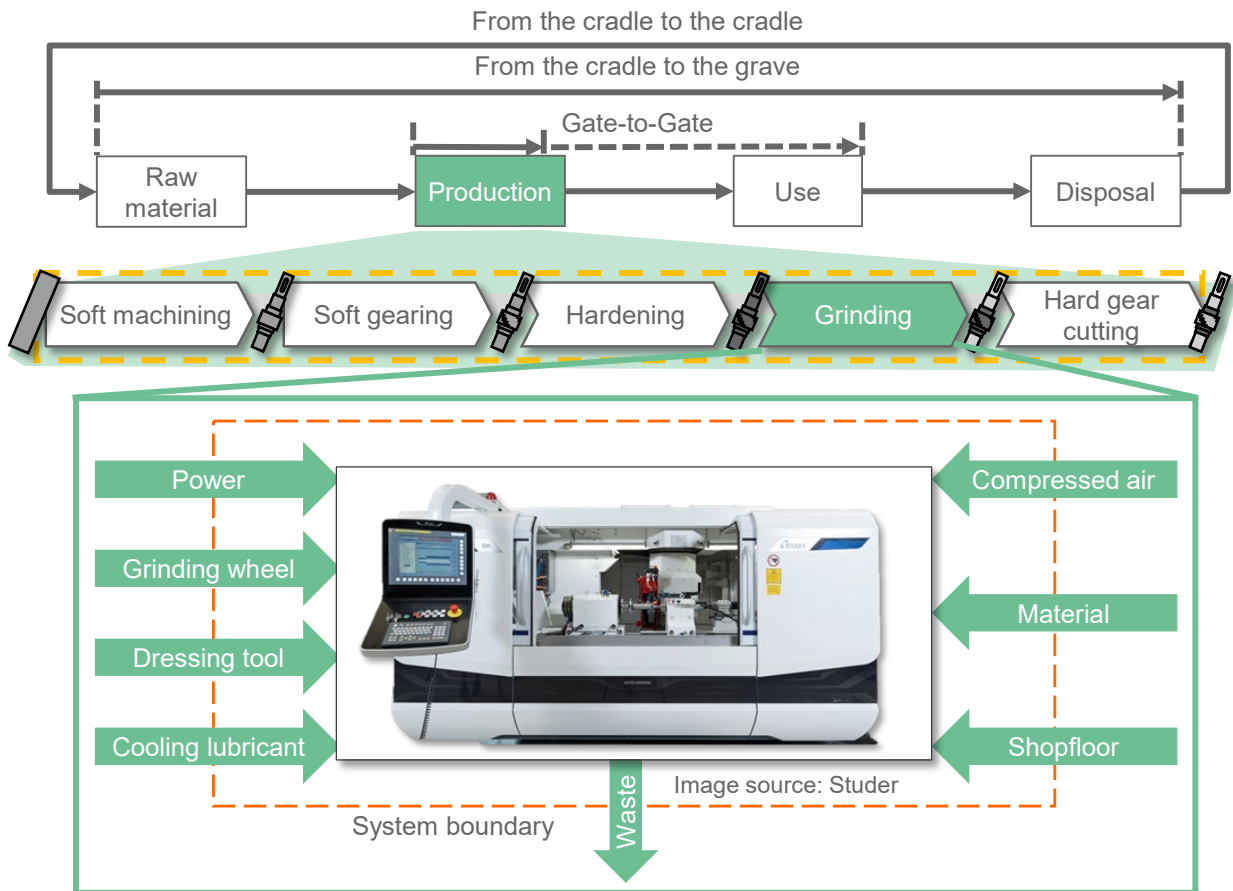 From the cradle to the cradle
From the cradle to the grave
Gate-to-Gate
Raw
material
Production
Use
Disposal
Soft machining
Soft gearing
Hardening
Grinding
Hard gear
cutting
Power
Grinding wheel
Dressing tool
Cooling lubricant
Compressed air
Material
Shopfloor
STUDER
Waste
Image source: Studer
System boundary